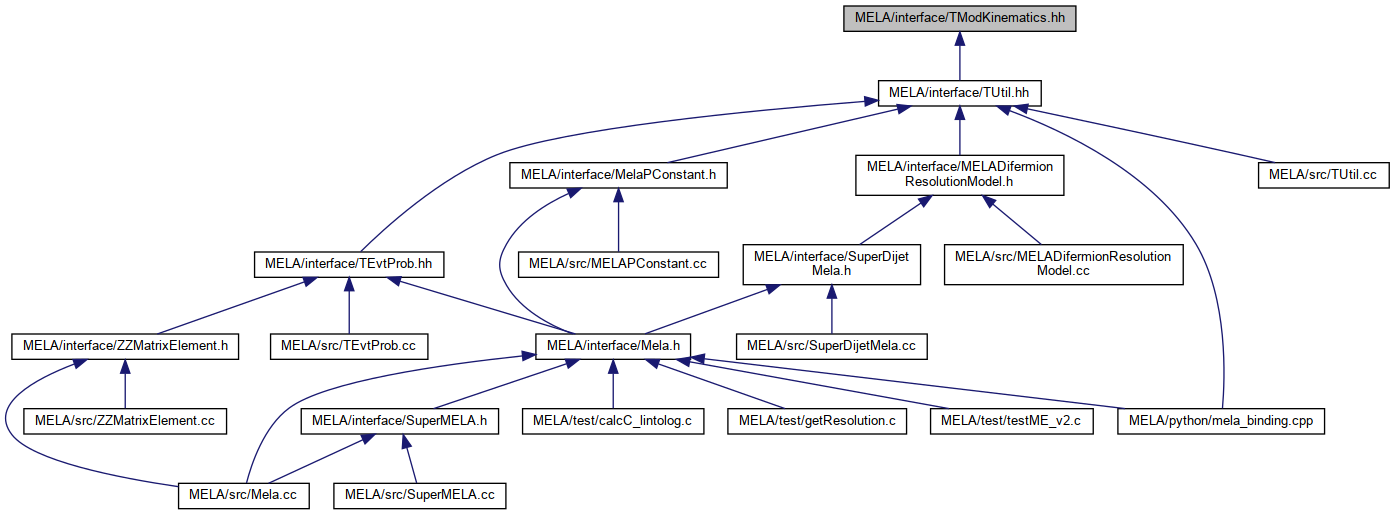 MELA/interface/TModKinematics.hh
MELA/interface/TUtil.hh
MELA/interface/MelaPConstant.h
MELA/interface/MELADifermion
ResolutionModel.h
MELA/src/TUtil.cc
MELA/interface/TEvtProb.hh
MELA/src/MELAPConstant.cc
MELA/interface/SuperDijet
Mela.h
MELA/src/MELADifermionResolution
Model.cc
MELA/interface/ZZMatrixElement.h
MELA/src/TEvtProb.cc
MELA/interface/Mela.h
MELA/src/SuperDijetMela.cc
MELA/src/ZZMatrixElement.cc
MELA/interface/SuperMELA.h
MELA/test/calcC_lintolog.c
MELA/test/getResolution.c
MELA/test/testME_v2.c
MELA/python/mela_binding.cpp
MELA/src/Mela.cc
MELA/src/SuperMELA.cc